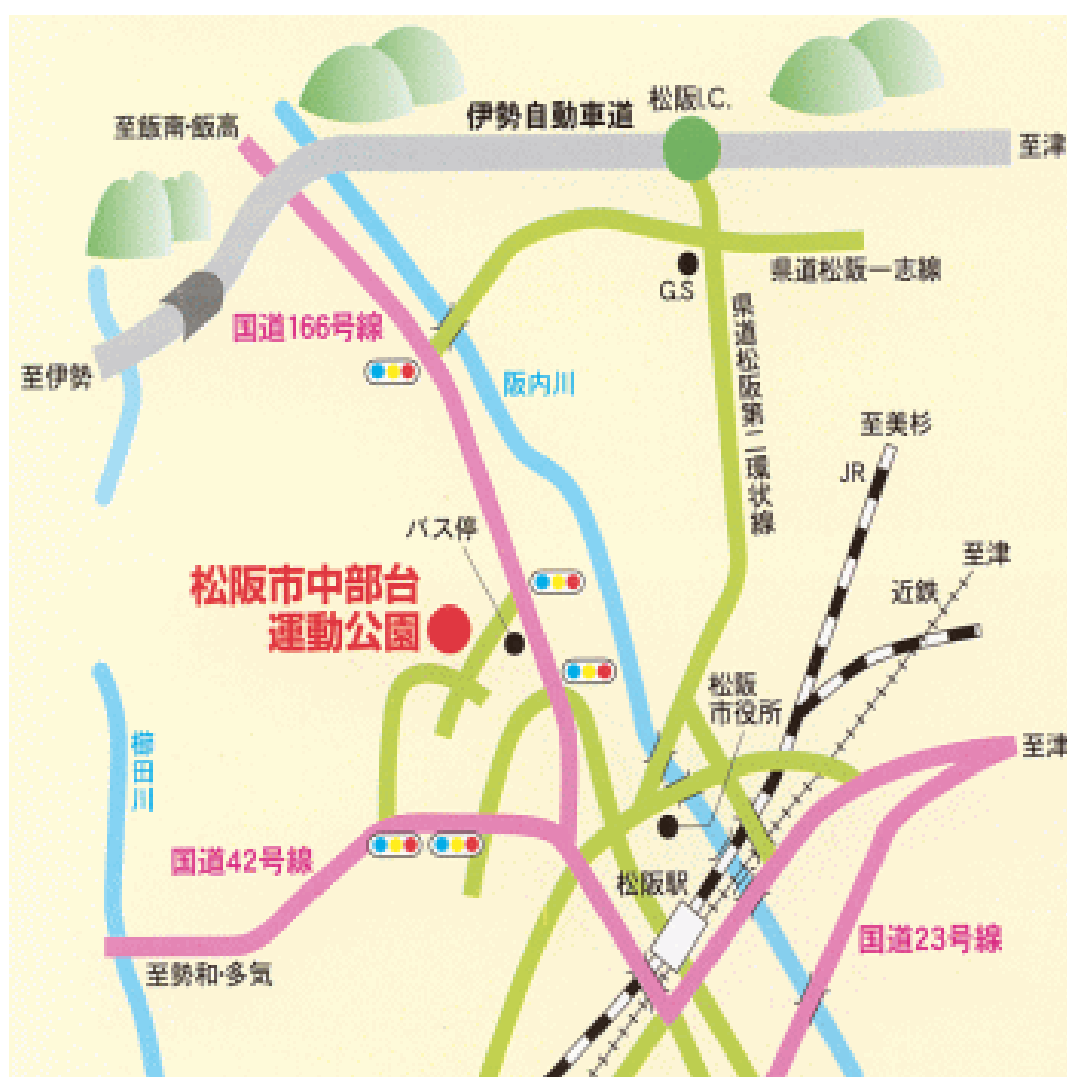 松阪I.C.
伊勢自動車道
至飯南・飯高
至津
県道松阪一志線
G.S
国道166号線
県道松阪第二環状線
至伊勢
阪内川
至美杉
JR
バス停
至津
近鉄
松阪市中部台
運動公園
松阪
市役所
櫛田川
至津
国道42号線
松阪駅
国道23号線
至勢和・多気